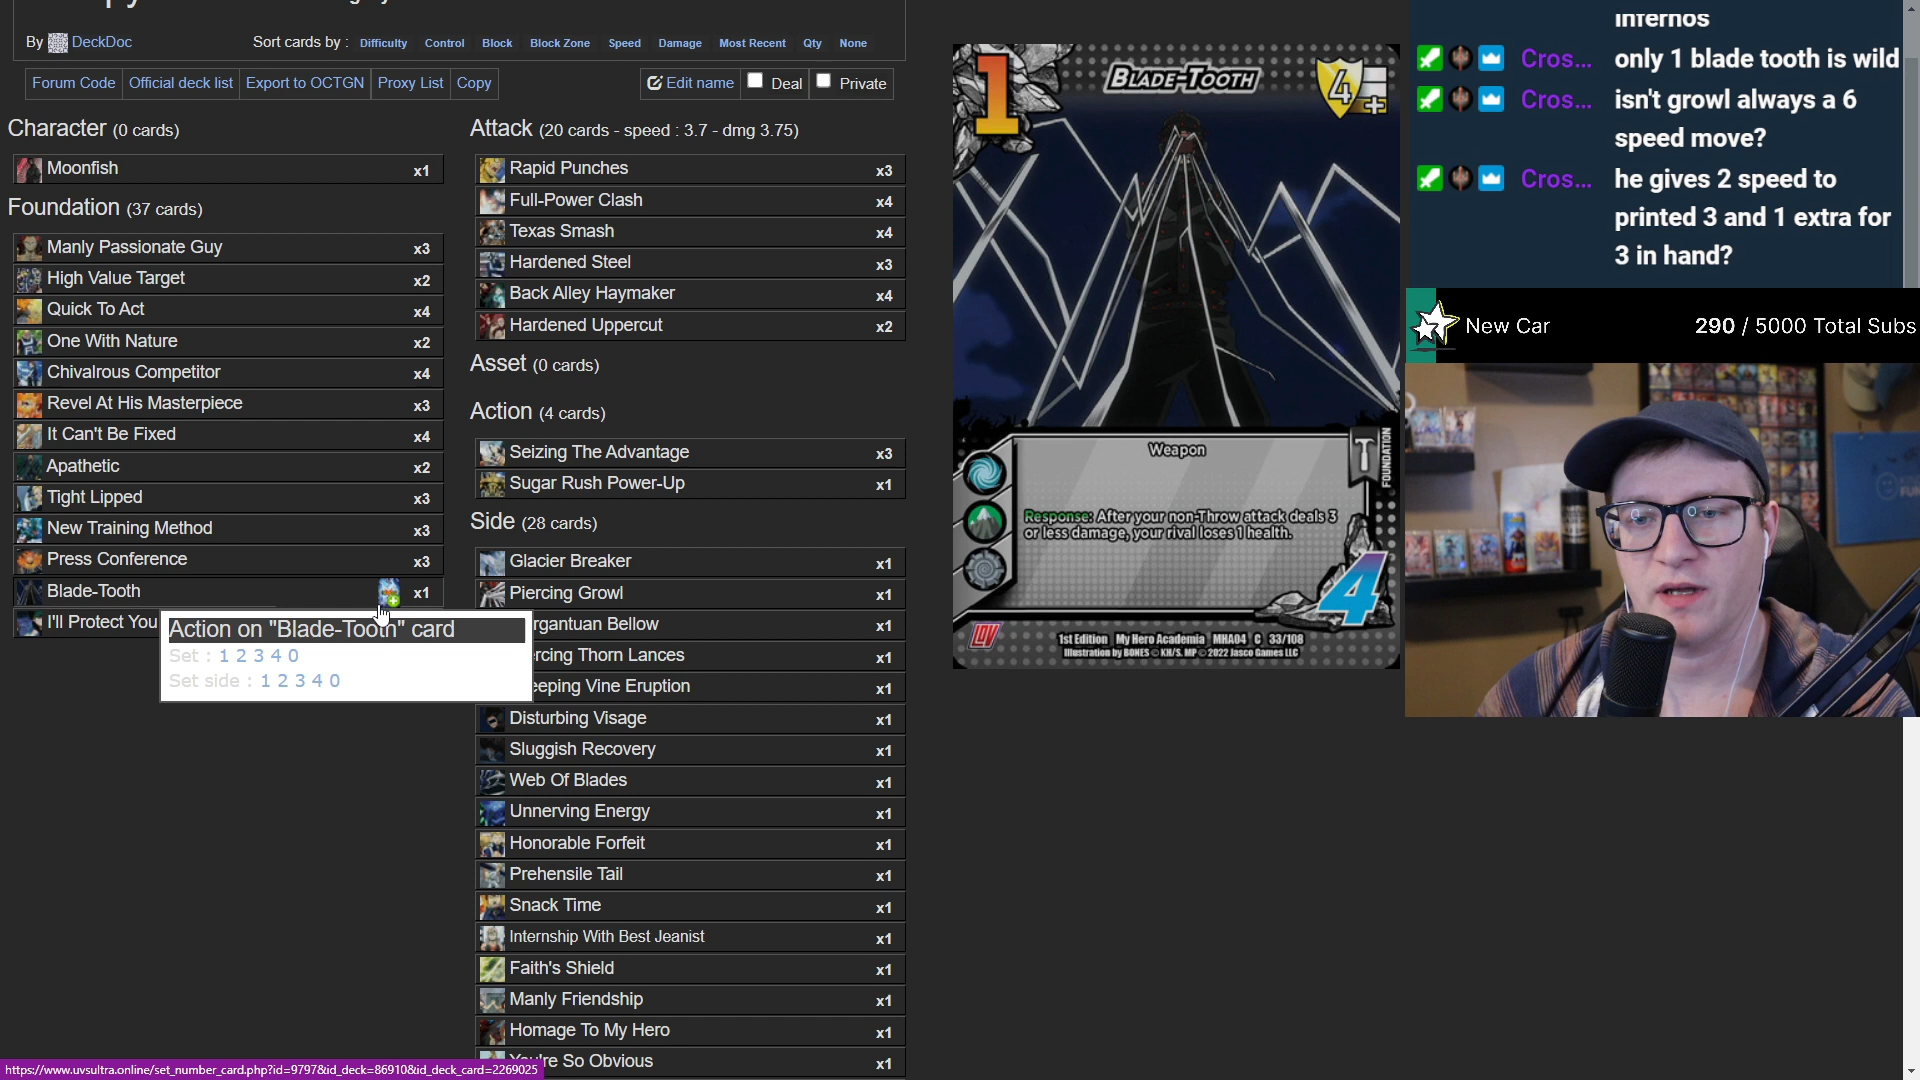 By DeckDoc
Sort cards by : Difficulty Control Block Block Zone Speed Damage Most Recent Qty None
Forum Code Official deck list Export to OCTGN Proxy List Copy
Edit name Deal Private
Character (0 cards)
Moonfish x1
Foundation (37 cards)
Manly Passionate Guy x3
High Value Target x2
Quick To Act x4
One With Nature x2
Chivalrous Competitor x4
Revel At His Masterpiece x3
It Can't Be Fixed x4
Apathetic x2
Tight Lipped x3
New Training Method x3
Press Conference x3
Blade-Tooth x1
I'll Protect You
Action on "Blade-Tooth" card
Set : 1 2 3 4 0
Set side : 1 2 3 4 0
Attack (20 cards - speed : 3.7 - dmg 3.75)
Rapid Punches x3
Full-Power Clash x4
Texas Smash x4
Hardened Steel x3
Back Alley Haymaker x4
Hardened Uppercut x2
Asset (0 cards)
Action (4 cards)
Seizing The Advantage x3
Sugar Rush Power-Up x1
Side (28 cards)
Glacier Breaker x1
Piercing Growl x1
rgantuan Bellow x1
rcing Thorn Lances x1
eeping Vine Eruption x1
Disturbing Visage x1
Sluggish Recovery x1
Web Of Blades x1
Unnerving Energy x1
Honorable Forfeit x1
Prehensile Tail x1
Snack Time x1
Internship With Best Jeanist x1
Faith's Shield x1
Manly Friendship x1
Homage To My Hero x1
You're So Obvious x1
https://www.uvsultra.online/set_number_card.php?id=9797&id_deck=86910&id_deck_card=2269025
1
Blade-Tooth
4
+
FOUNDATION
Weapon
Response: After your non-Throw attack deals 3
or less damage, your rival loses 1 health.
4
LOV
1st Edition My Hero Academia MHA04 C 33/108
Illustration by BONES © KH/S. MP © 2022 Jasco Games LLC
infernos
Cros... only 1 blade tooth is wild
Cros... isn't growl always a 6
speed move?
Cros... he gives 2 speed to
printed 3 and 1 extra for
3 in hand?
New Car 290 / 5000 Total Subs